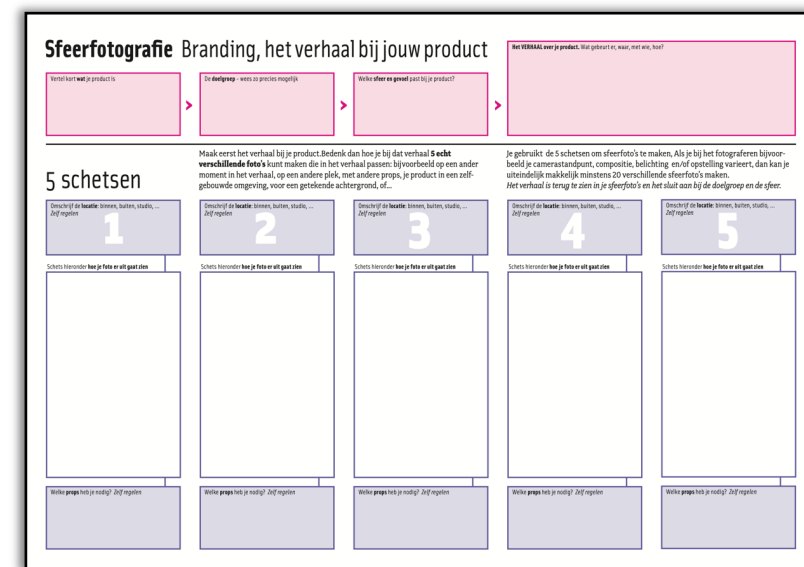 Sfeerfotografie Branding, het verhaal bij jouw product
Vertel kort wat je product is
De doelgroep – wees zo precies mogelijk
Welke sfeer en gevoel past bij je product?
Het VERHAAL over je product. Wat gebeurt er, waar, met wie, hoe?
5 schetsen
Maak eerst het verhaal bij je product.Bedenk dan hoe je bij dat verhaal 5 echt
verschillende foto's kunt maken die in het verhaal passen: bijvoorbeeld op een ander
moment in het verhaal, op een andere plek, met andere props, je product in een zelf-
gebouwde omgeving, voor een getekende achtergrond, of...
Je gebruikt de 5 schetsen om sfeerfoto's te maken, Als je bij het fotograferen bijvoor-
beeld je camerastandpunt, compositie, belichting en/of opstelling varieert, dan kan je
uiteindelijk makkelijk minstens 20 verschillende sfeerfoto's maken.
Het verhaal is terug te zien in je sfeerfoto's en het sluit aan bij de doelgroep en de sfeer.
Omschrijf de locatie: binnen, buiten, studio, ...
Zelf regelen
1
Schets hieronder hoe je foto er uit gaat zien
Welke props heb je nodig? Zelf regelen
Omschrijf de locatie: binnen, buiten, studio, ...
Zelf regelen
2
Schets hieronder hoe je foto er uit gaat zien
Welke props heb je nodig? Zelf regelen
Omschrijf de locatie: binnen, buiten, studio, ...
Zelf regelen
3
Schets hieronder hoe je foto er uit gaat zien
Welke props heb je nodig? Zelf regelen
Omschrijf de locatie: binnen, buiten, studio, ...
Zelf regelen
4
Schets hieronder hoe je foto er uit gaat zien
Welke props heb je nodig? Zelf regelen
Omschrijf de locatie: binnen, buiten, studio, ...
Zelf regelen
5
Schets hieronder hoe je foto er uit gaat zien
Welke props heb je nodig? Zelf regelen